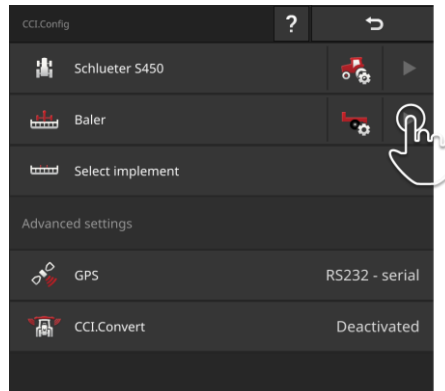 CCI.Config
?
Schlueter S450
Baler
Select implement
Advanced settings
GPS RS232 - serial
CCI.Convert Deactivated